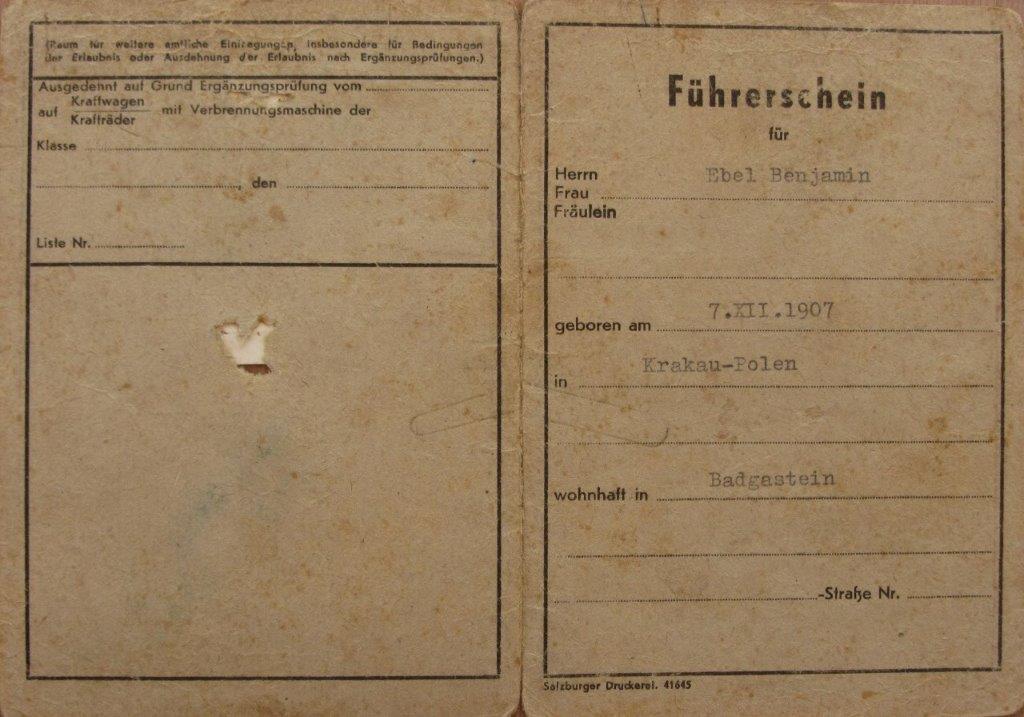 (Raum für weitere amtliche Eintragungen, insbesondere für Bedingungen
der Erlaubnis oder Ausdehnung der Erlaubnis nach Ergänzungsprüfungen.)
Ausgedehnt auf Grund Ergänzungsprüfung vom
auf Kraftwagen mit Verbrennungsmaschine der
Krafträder
Klasse
, den
Liste Nr.
Führerschein
für
Herrn Ebel Benjamin
Frau
Fräulein
7.XII.1907
geboren am
Krakau-Polen
in
Badgastein
wohnhaft in
-Straße Nr.
Salzburger Druckerei. 41645